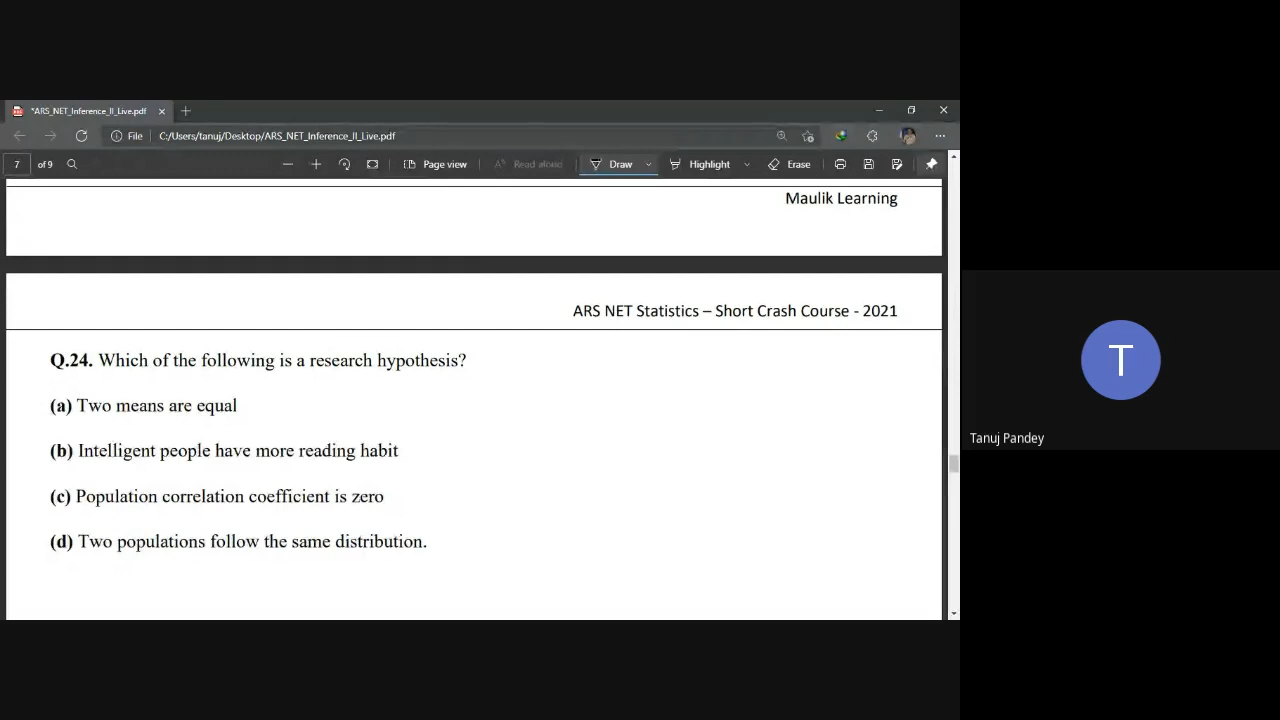 *ARS_NET_Inference_II_Live.pdf
File C:/Users/tanuj/Desktop/ARS_NET_Inference_II_Live.pdf
7 of 9 Page view Read aloud Draw Highlight Erase
Maulik Learning
ARS NET Statistics – Short Crash Course - 2021
Q.24. Which of the following is a research hypothesis?
(a) Two means are equal
(b) Intelligent people have more reading habit
(c) Population correlation coefficient is zero
(d) Two populations follow the same distribution.
T
Tanuj Pandey